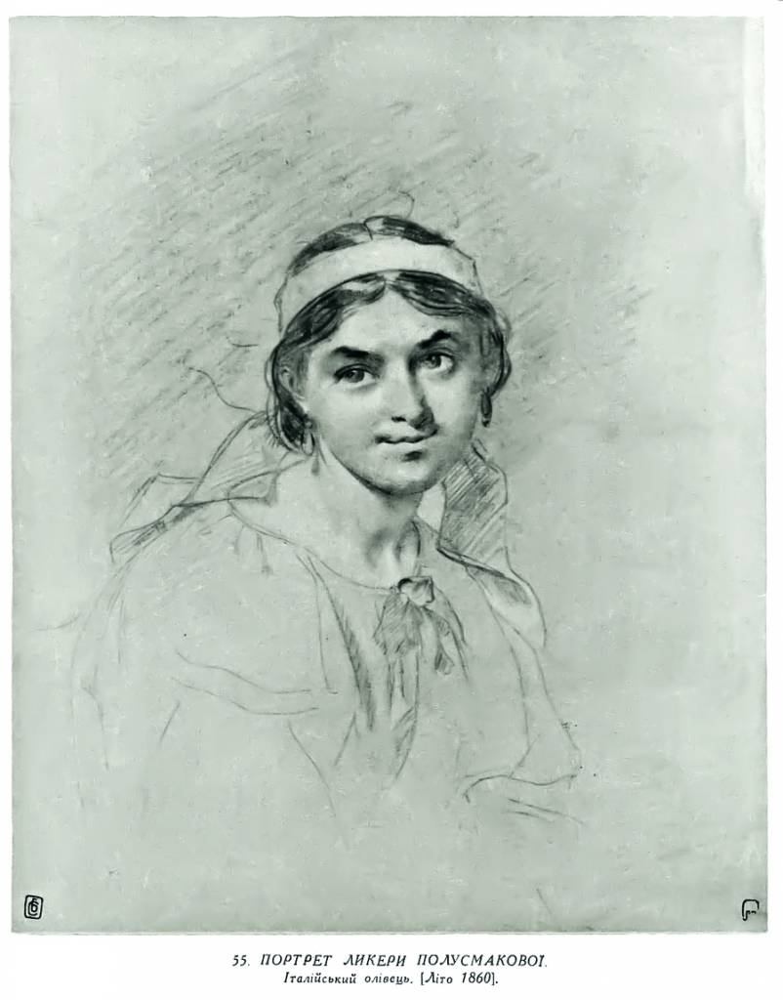 55. ПОРТРЕТ ЛИКЕРИ ПОЛУСМАКОВОЇ.
Італійський олівець. [Літо 1860].